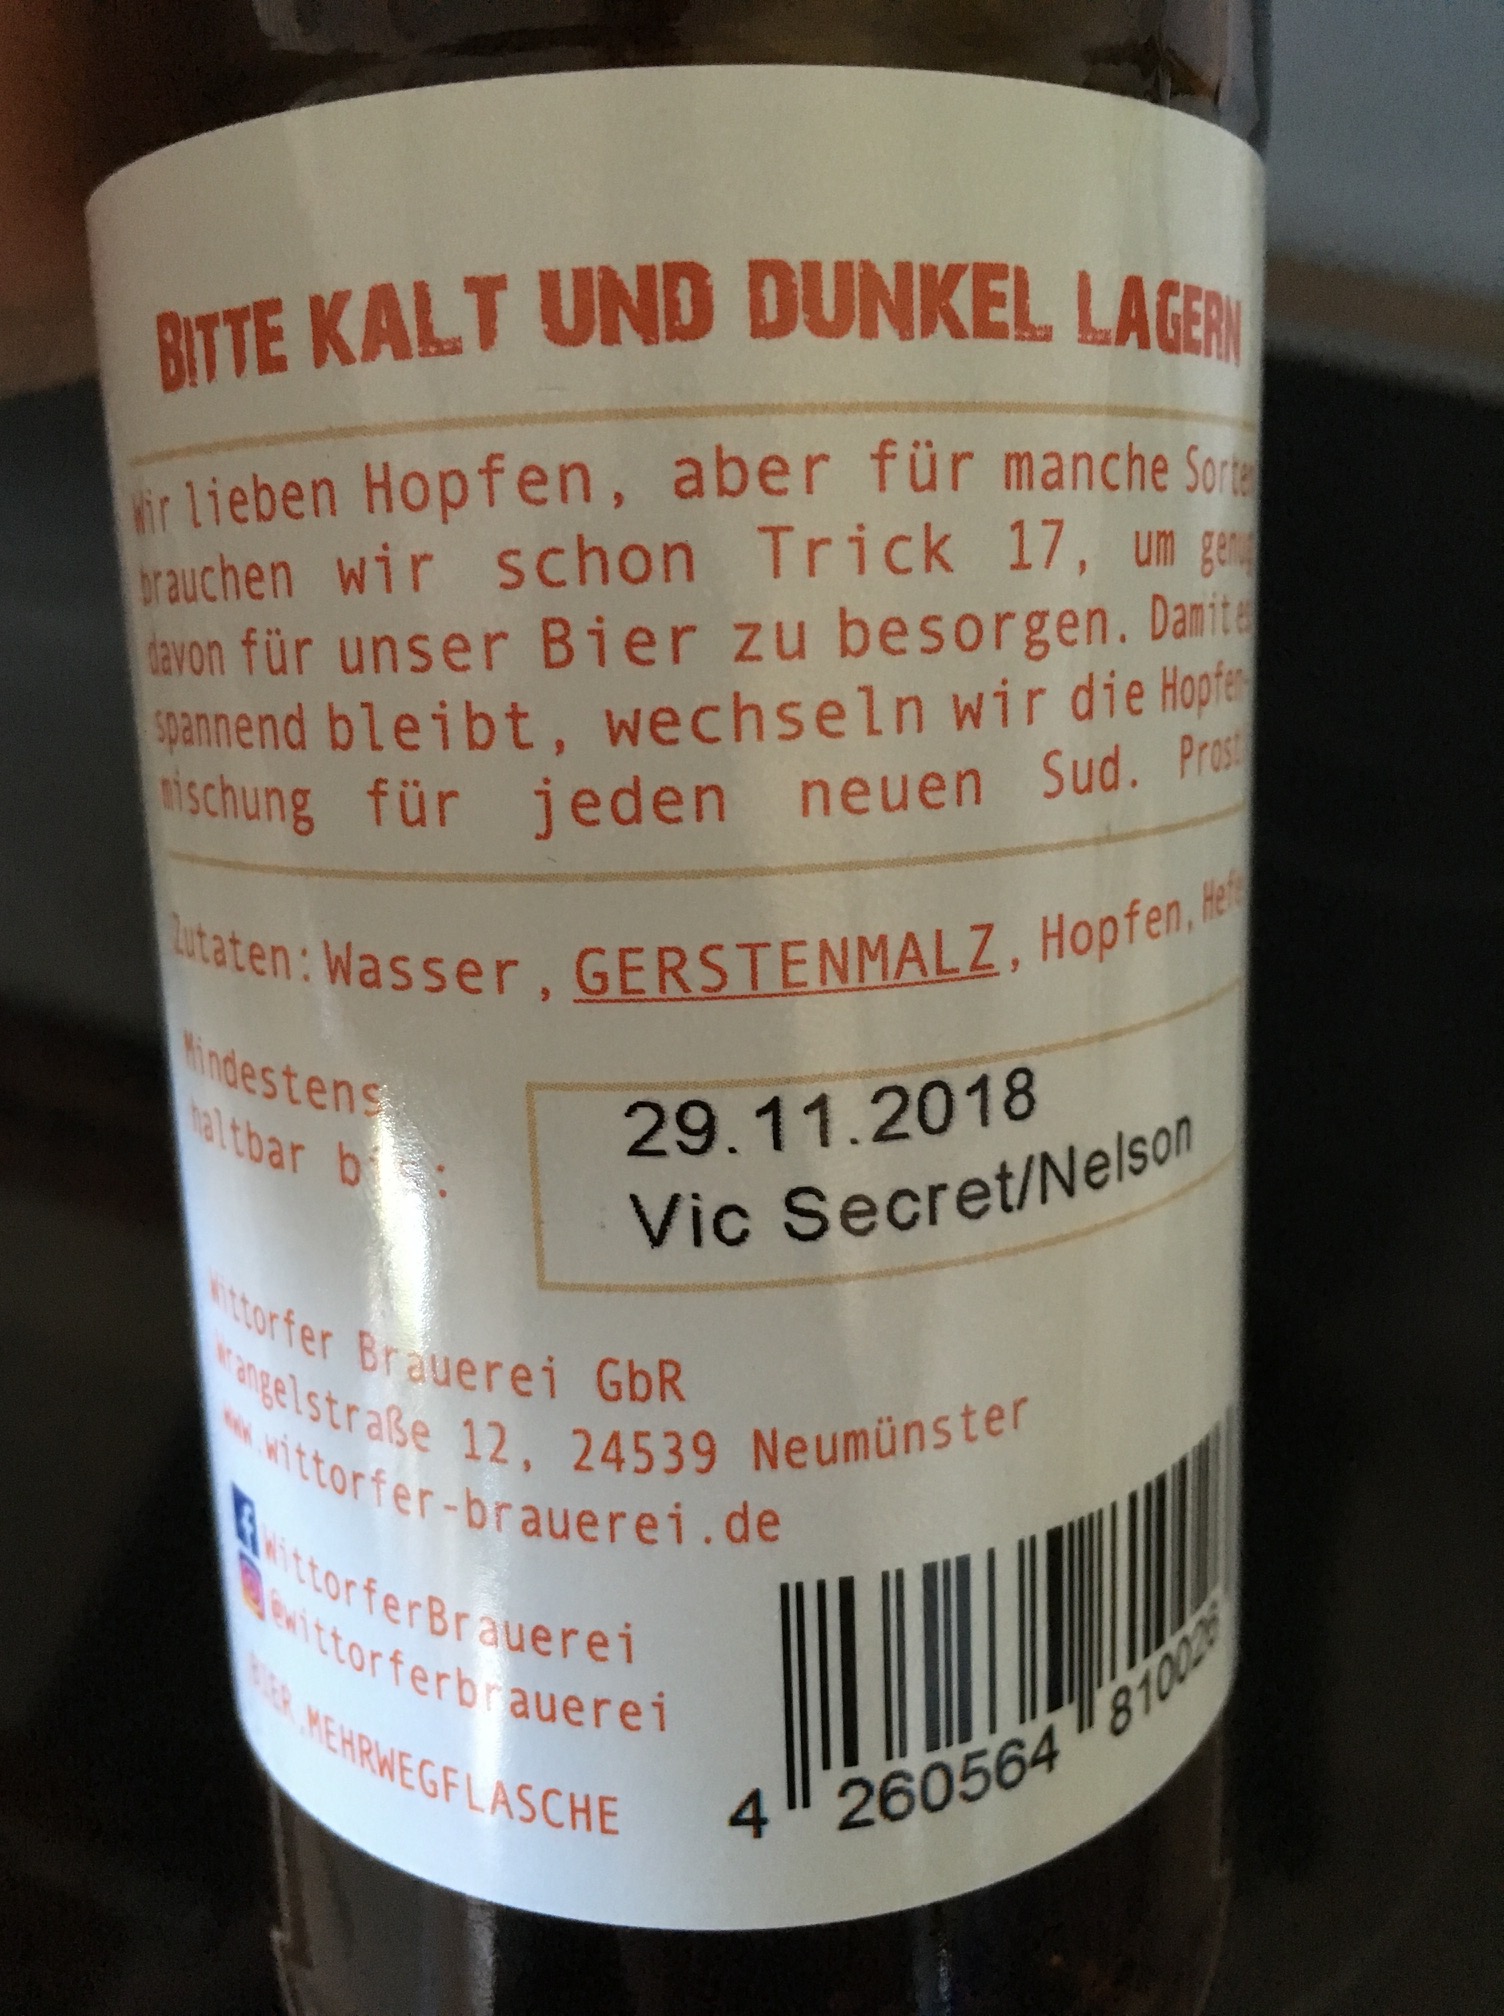 BITTE KALT UND DUNKEL LAGERN
Wir lieben Hopfen, aber für manche Sorten
brauchen wir schon Trick 17, um genug
davon für unser Bier zu besorgen. Damit es
spannend bleibt, wechseln wir die Hopfen-
mischung für jeden neuen Sud. Prost!
Zutaten: Wasser, GERSTENMALZ, Hopfen, Hefe
Mindestens
haltbar bis:
29.11.2018
Vic Secret/Nelson
Wittorfer Brauerei GbR
Wrangelstraße 12, 24539 Neumünster
www.wittorfer-brauerei.de
WittorferBrauerei
@wittorferbrauerei
BIER, MEHRWEGFLASCHE
4 260564 810026